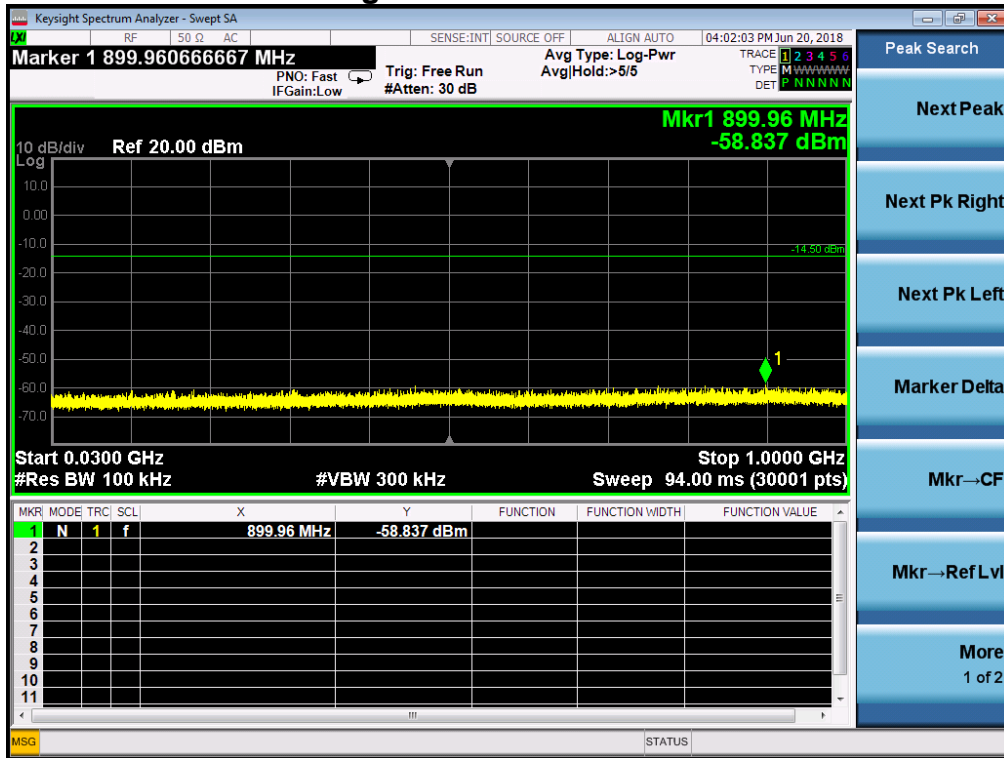 Keysight Spectrum Analyzer - Swept SA
LXI RF 50 Ω AC SENSE:INT SOURCE OFF ALIGN AUTO 04:02:03 PM Jun 20, 2018
Marker 1 899.960666667 MHz
PNO: Fast
IFGain:Low
Trig: Free Run
#Atten: 30 dB
Avg Type: Log-Pwr
Avg|Hold:>5/5
TRACE 1 2 3 4 5 6
TYPE M WWWWW
DET P N N N N N
Mkr1 899.96 MHz
-58.837 dBm
10 dB/div Ref 20.00 dBm
Log
10.0
0.00
-10.0
-14.50 dBm
-20.0
-30.0
-40.0
-50.0
1
-60.0
-70.0
Start 0.0300 GHz Stop 1.0000 GHz
#Res BW 100 kHz #VBW 300 kHz Sweep 94.00 ms (30001 pts)
MKR MODE TRC SCL X Y FUNCTION FUNCTION WIDTH FUNCTION VALUE
1 N 1 f 899.96 MHz -58.837 dBm
2
3
4
5
6
7
8
9
10
11
MSG STATUS
Peak Search
Next Peak
Next Pk Right
Next Pk Left
Marker Delta
Mkr→CF
Mkr→Ref Lvl
More
1 of 2